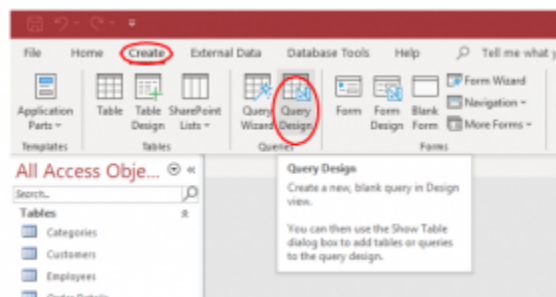 File Home Create External Data Database Tools Help Tell me what y
Application Parts
Table
Table Design
SharePoint Lists
Query Wizard
Query Design
Form
Form Design
Blank Form
Form Wizard
Navigation
More Forms
Templates Tables Queries Forms
All Access Obje...
Search...
Tables
Categories
Customers
Employees
Order Details
Query Design
Create a new, blank query in Design
view.
You can then use the Show Table
dialog box to add tables or queries
to the query design.